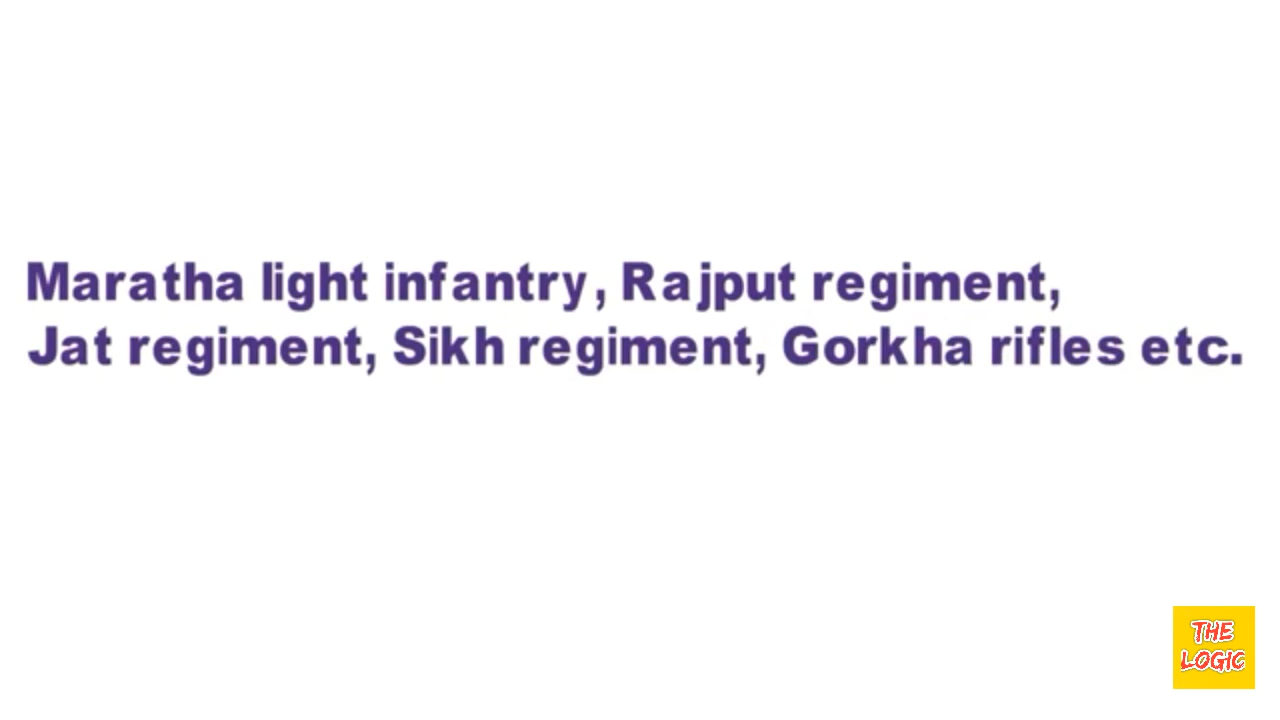 Maratha light infantry, Rajput regiment,
Jat regiment, Sikh regiment, Gorkha rifles etc.
THE
LOGIC